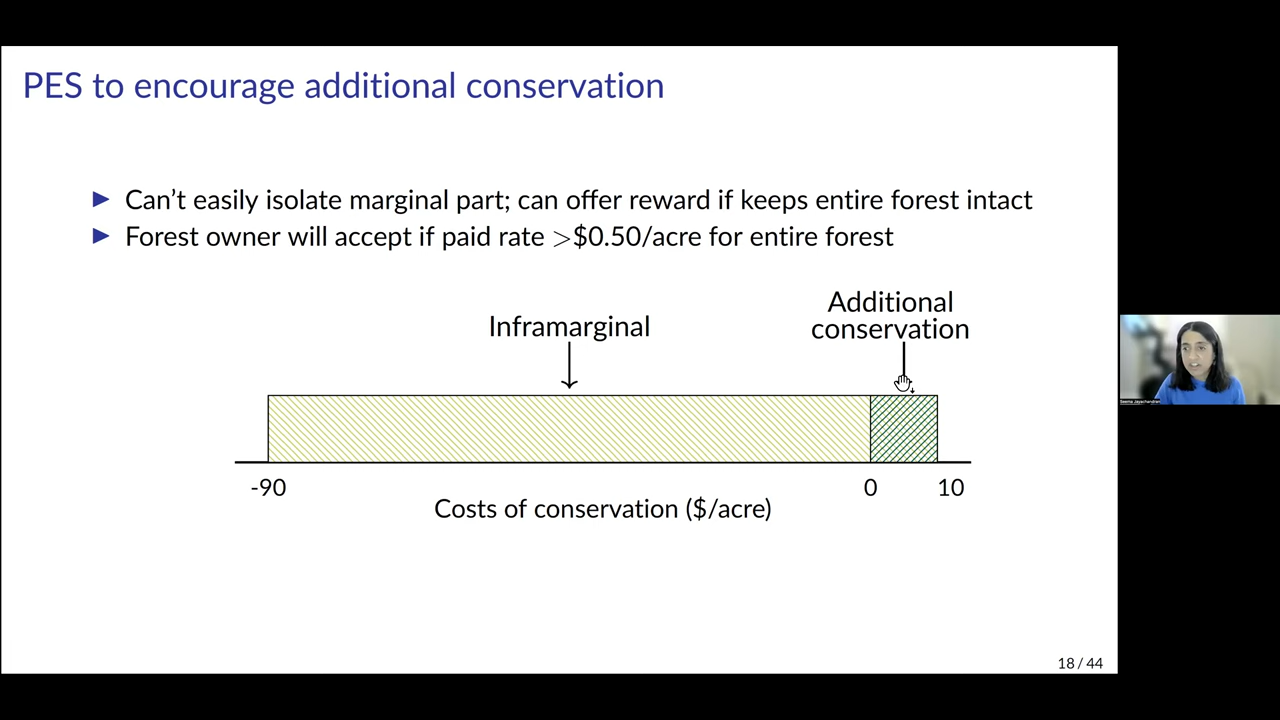 PES to encourage additional conservation
▶ Can't easily isolate marginal part; can offer reward if keeps entire forest intact
▶ Forest owner will accept if paid rate >$0.50/acre for entire forest
Additional
conservation
Inframarginal
-90
0
10
Costs of conservation ($/acre)
18 / 44
Seema Jayachandran